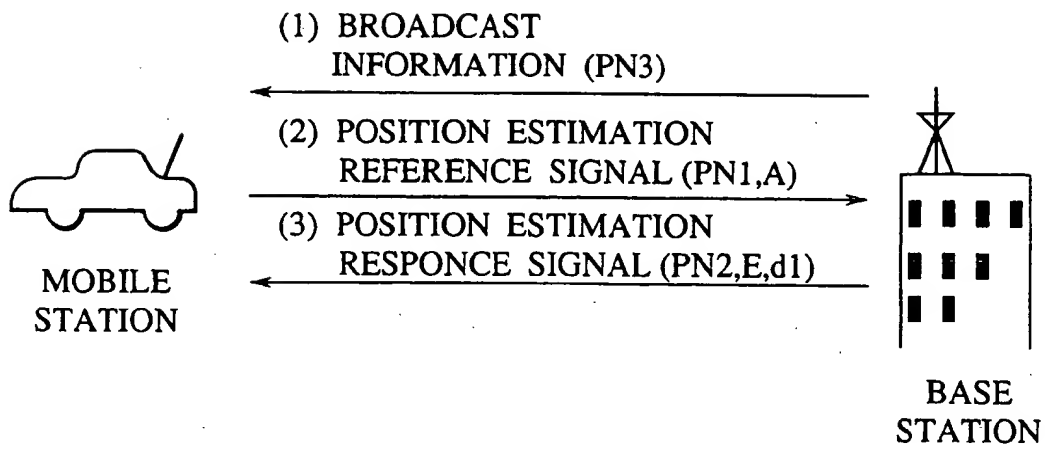 (1) BROADCAST
INFORMATION (PN3)
(2) POSITION ESTIMATION
REFERENCE SIGNAL (PN1,A)
(3) POSITION ESTIMATION
RESPONCE SIGNAL (PN2,E,d1)
MOBILE
STATION
BASE
STATION